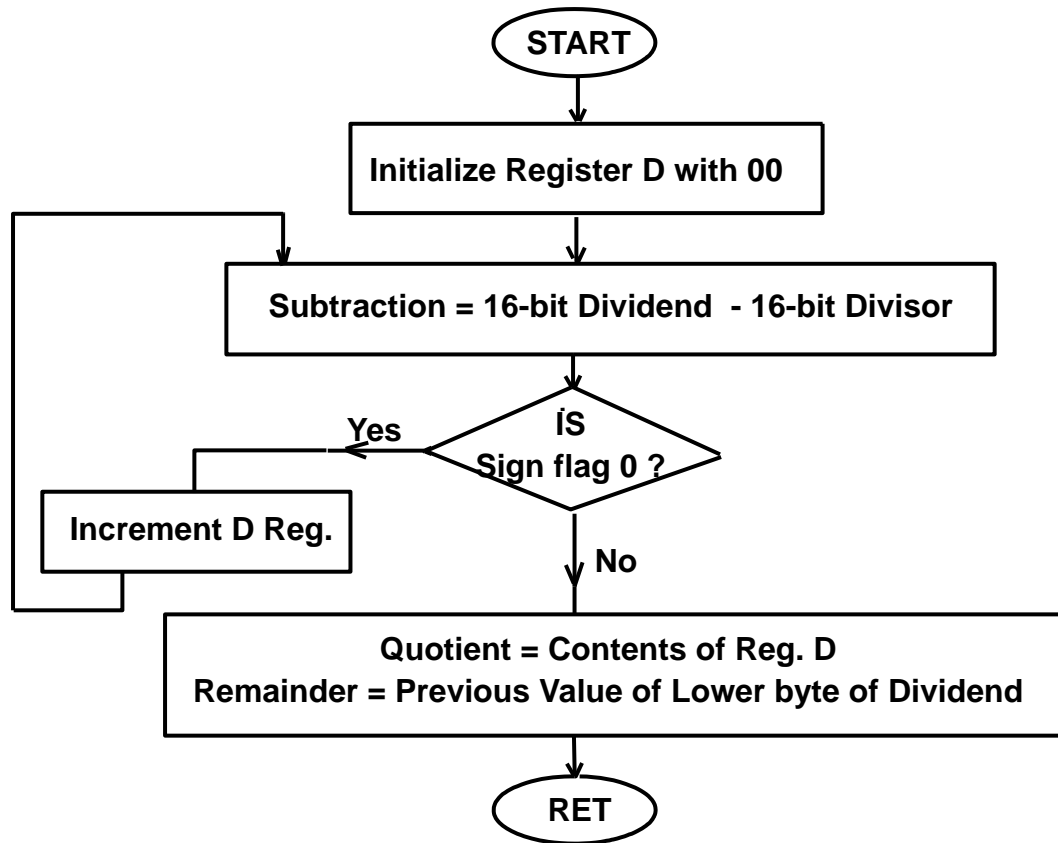 START
Initialize Register D with 00
Subtraction = 16-bit Dividend - 16-bit Divisor
IS
Sign flag 0 ?
Yes
Increment D Reg.
No
Quotient = Contents of Reg. D
Remainder = Previous Value of Lower byte of Dividend
RET